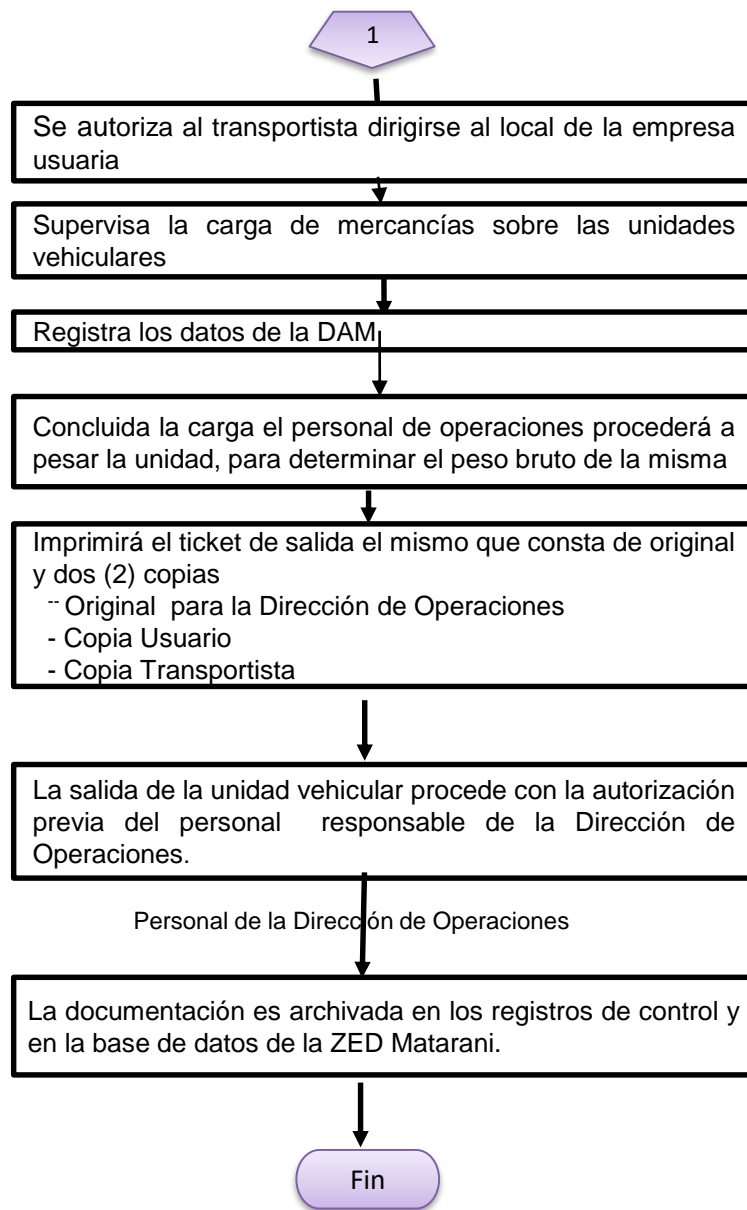 1
Se autoriza al transportista dirigirse al local de la empresa
usuaria
Supervisa la carga de mercancías sobre las unidades
vehiculares
Registra los datos de la DAM
Concluida la carga el personal de operaciones procederá a
pesar la unidad, para determinar el peso bruto de la misma
Imprimirá el ticket de salida el mismo que consta de original
y dos (2) copias
-- Original para la Dirección de Operaciones
- Copia Usuario
- Copia Transportista
La salida de la unidad vehicular procede con la autorización
previa del personal responsable de la Dirección de
Operaciones.
Personal de la Dirección de Operaciones
La documentación es archivada en los registros de control y
en la base de datos de la ZED Matarani.
Fin